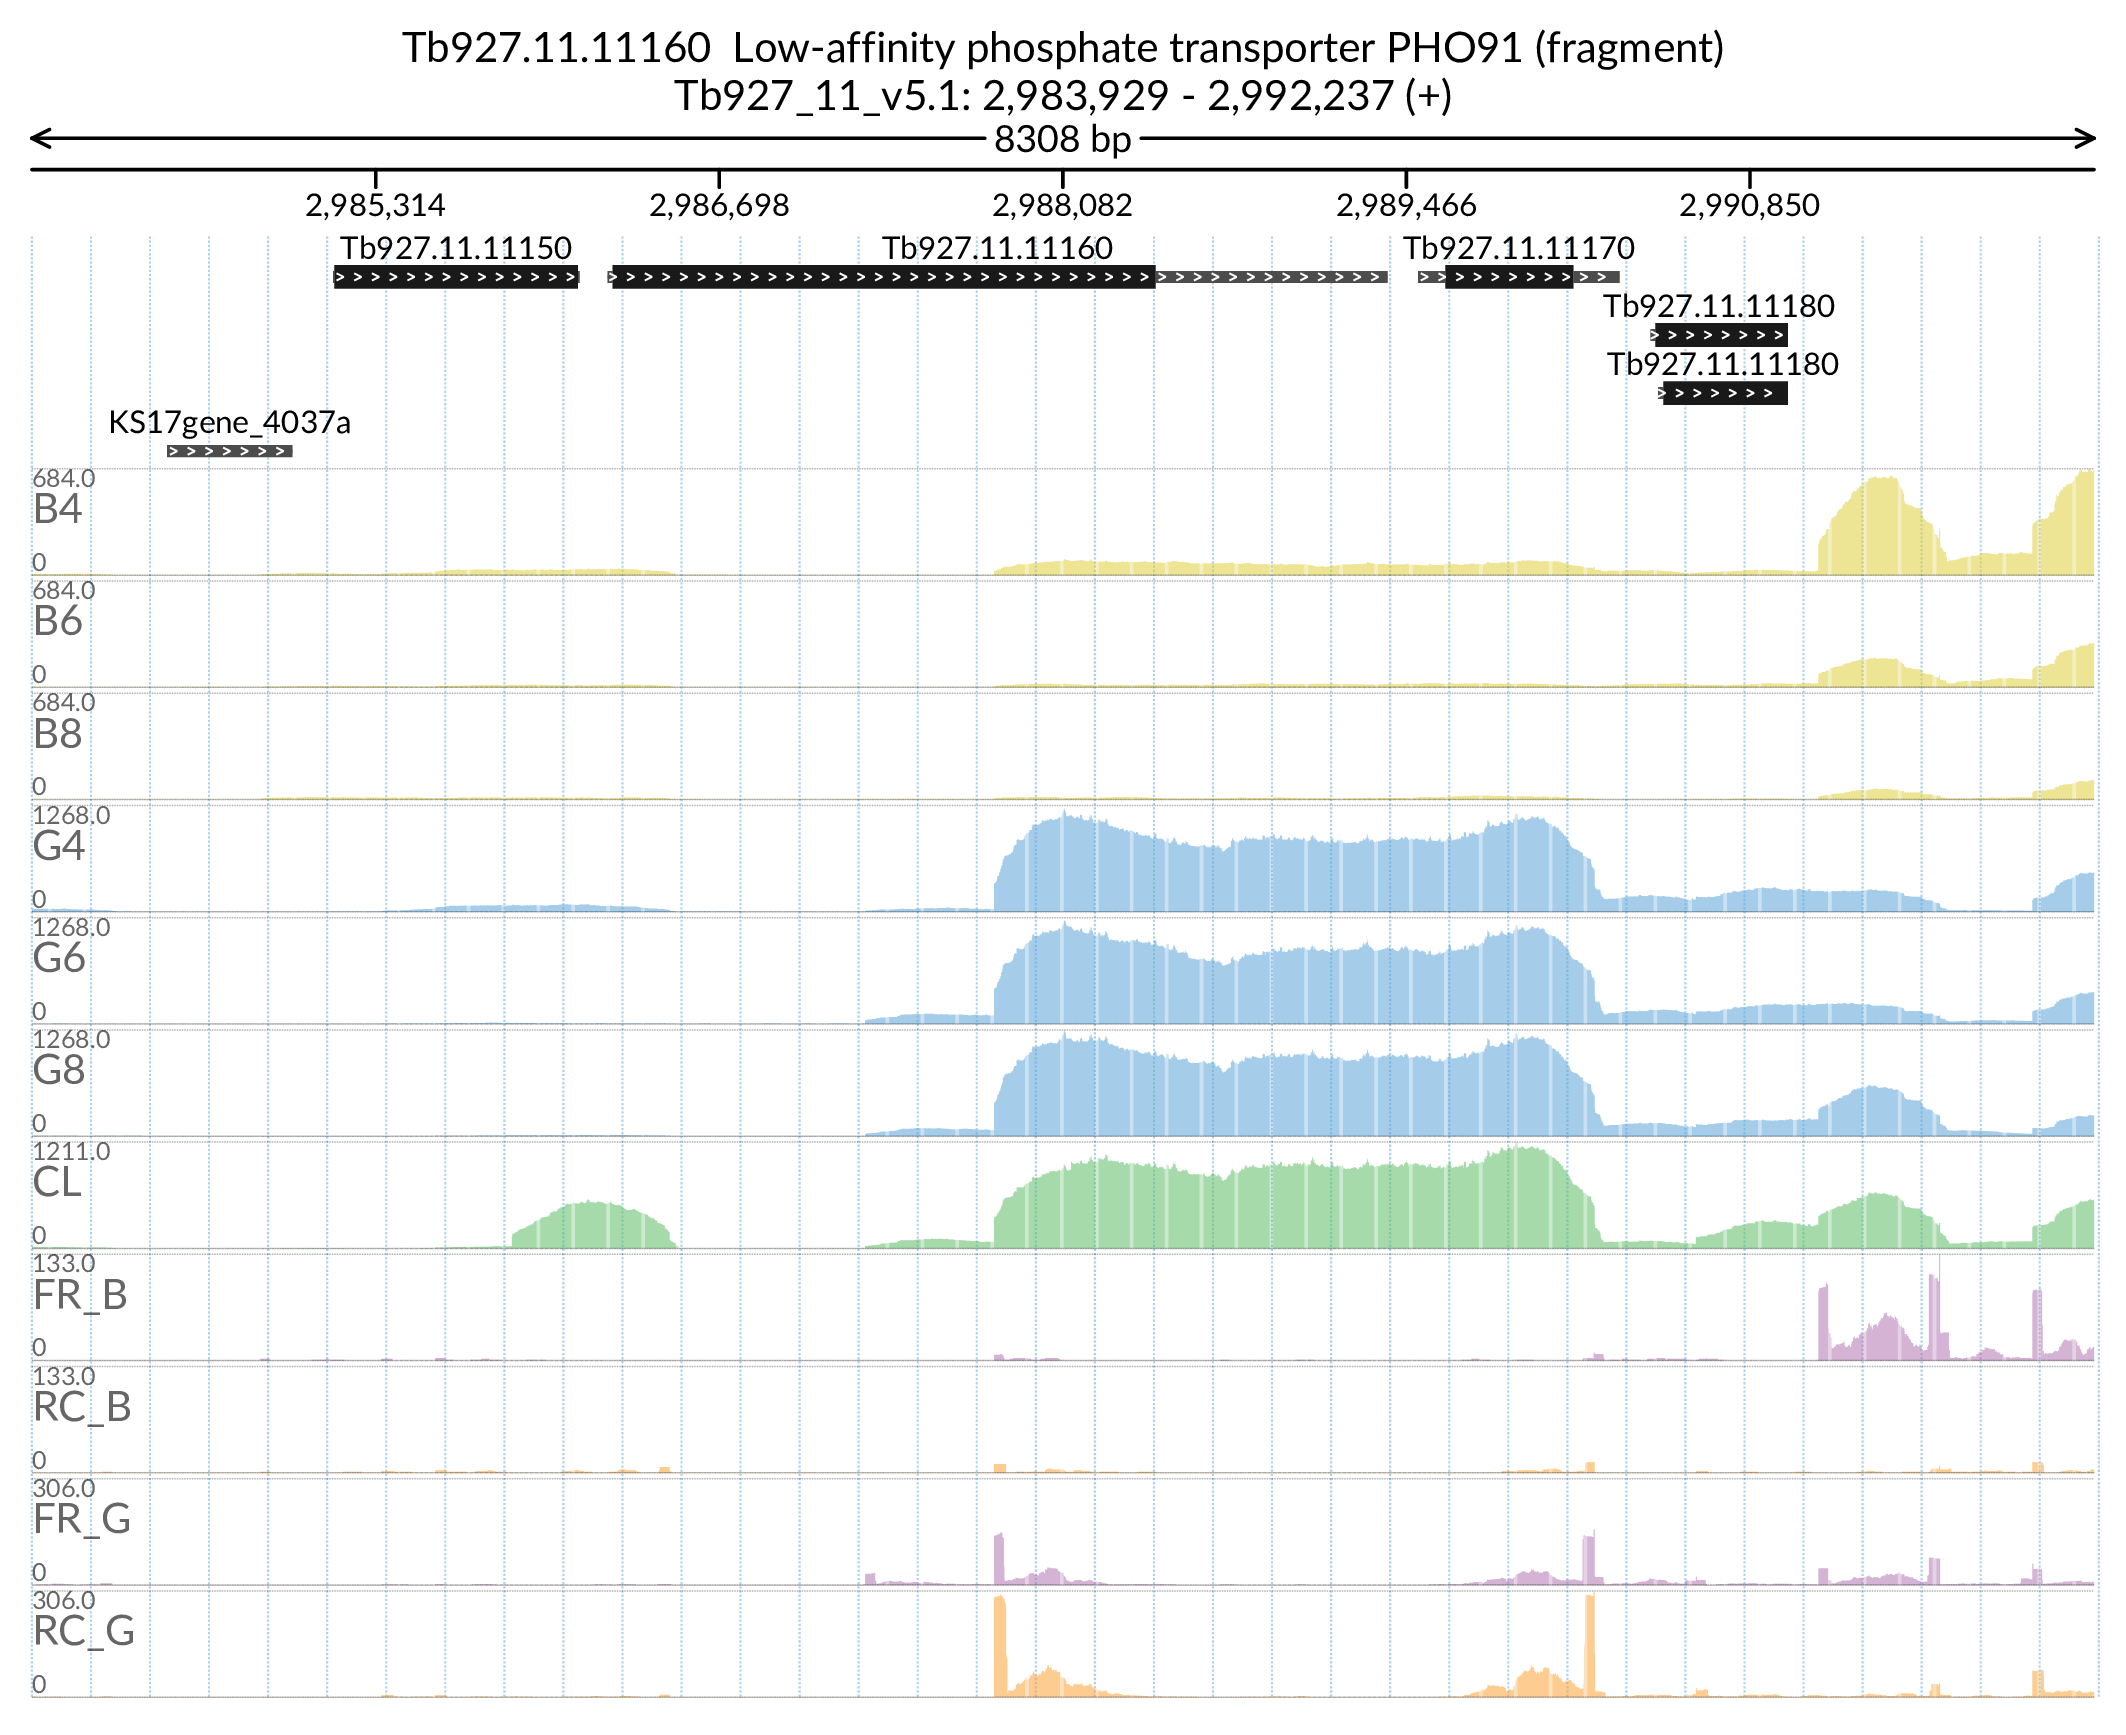 Tb927.11.11160  Low-affinity phosphate transporter PHO91 (fragment)
Tb927_11_v5.1: 2,983,929 - 2,992,237 (+)
8308 bp
2,985,314 2,986,698 2,988,082 2,989,466 2,990,850
Tb927.11.11150 Tb927.11.11160 Tb927.11.11170
Tb927.11.11180
Tb927.11.11180
KS17gene_4037a
684.0
B4
0
684.0
B6
0
684.0
B8
0
1268.0
G4
0
1268.0
G6
0
1268.0
G8
0
1211.0
CL
0
133.0
FR_B
0
133.0
RC_B
0
306.0
FR_G
0
306.0
RC_G
0